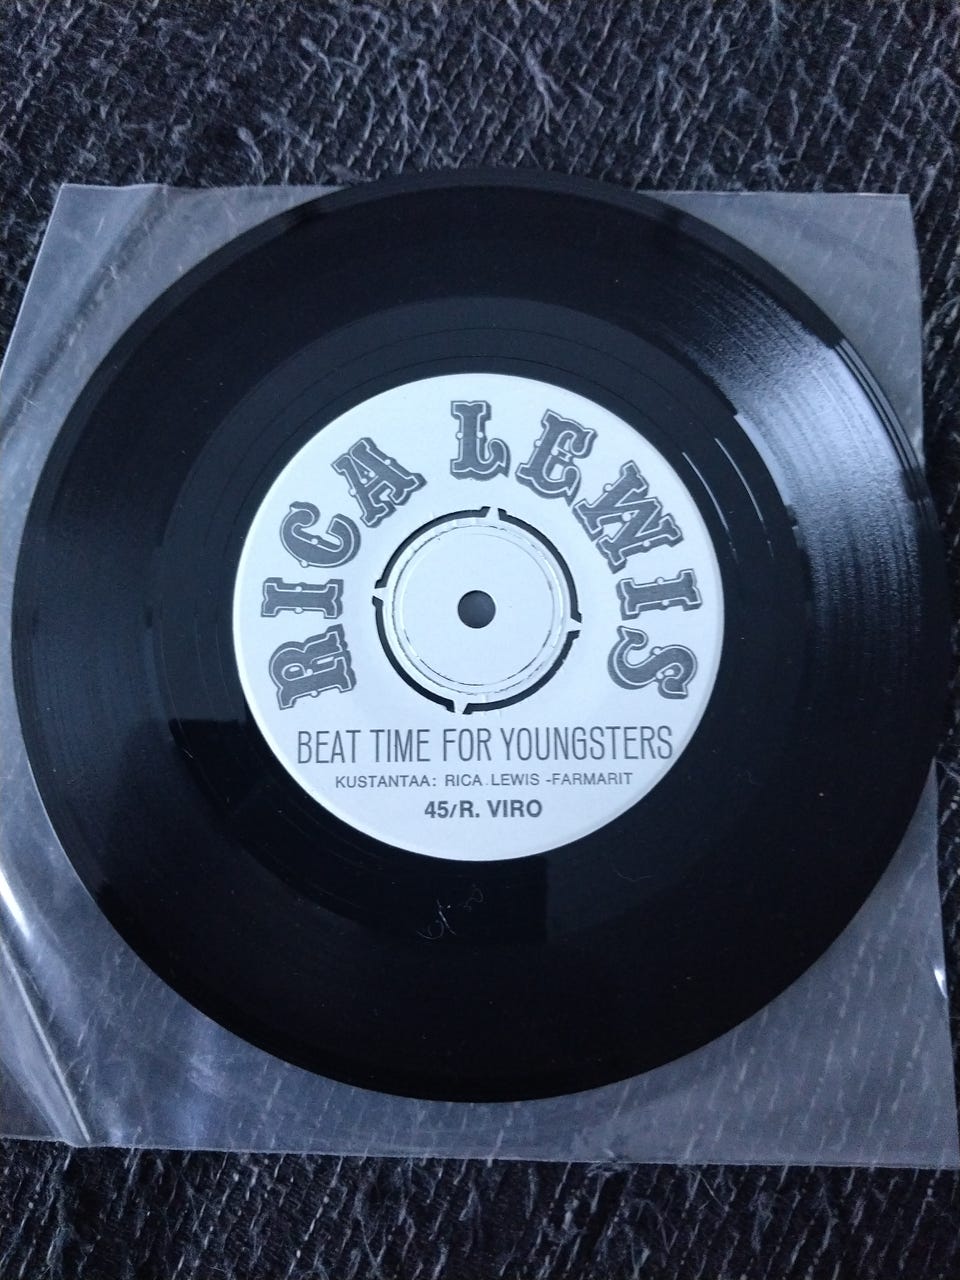 RICA LEWIS
BEAT TIME FOR YOUNGSTERS
KUSTANTAA: RICA LEWIS -FARMARIT
45/R. VIRO